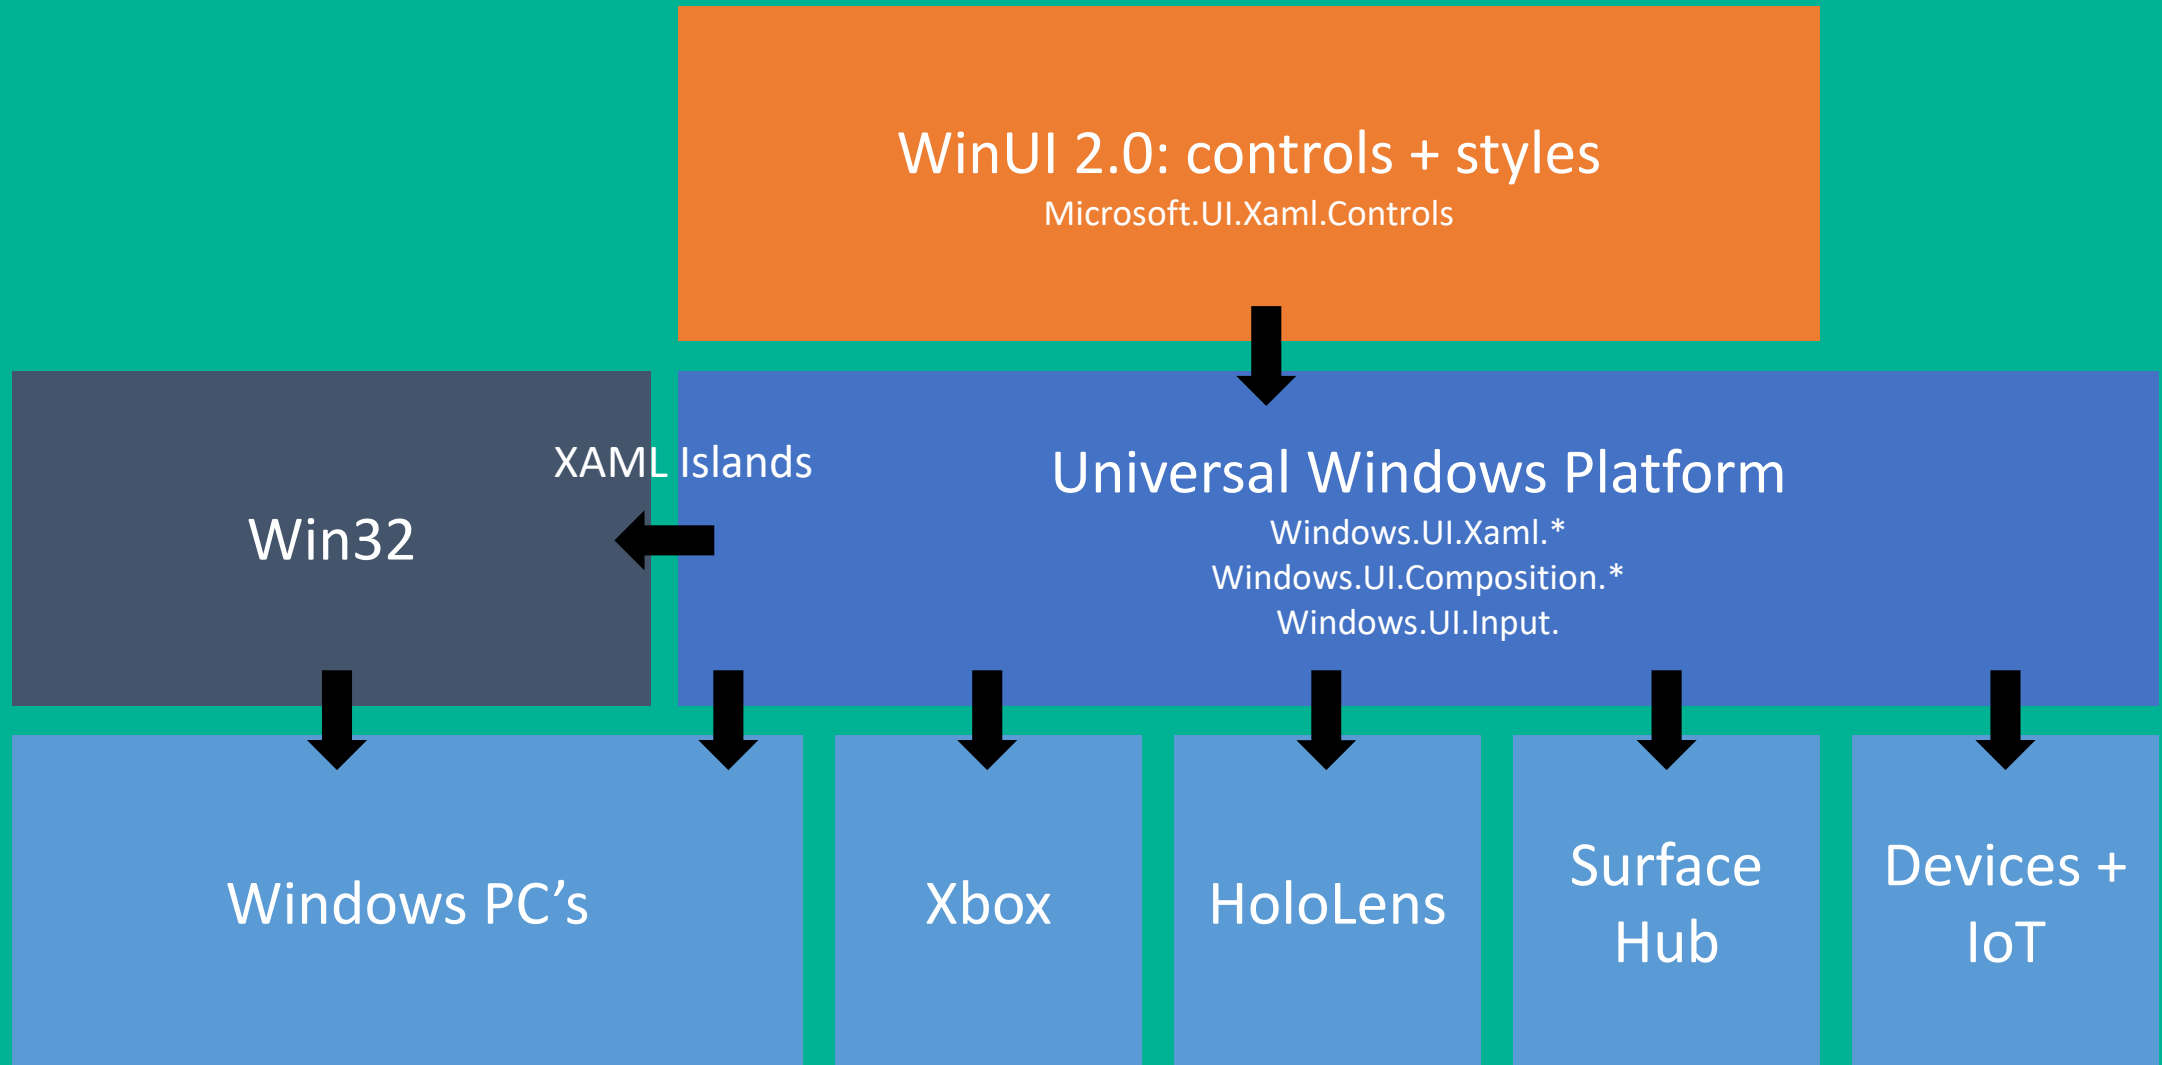 WinUI 2.0: controls + styles
Microsoft.UI.Xaml.Controls
XAML Islands
Win32
Universal Windows Platform
Windows.UI.Xaml.*
Windows.UI.Composition.*
Windows.UI.Input.
Windows PC’s
Xbox
HoloLens
Surface
Hub
Devices +
IoT